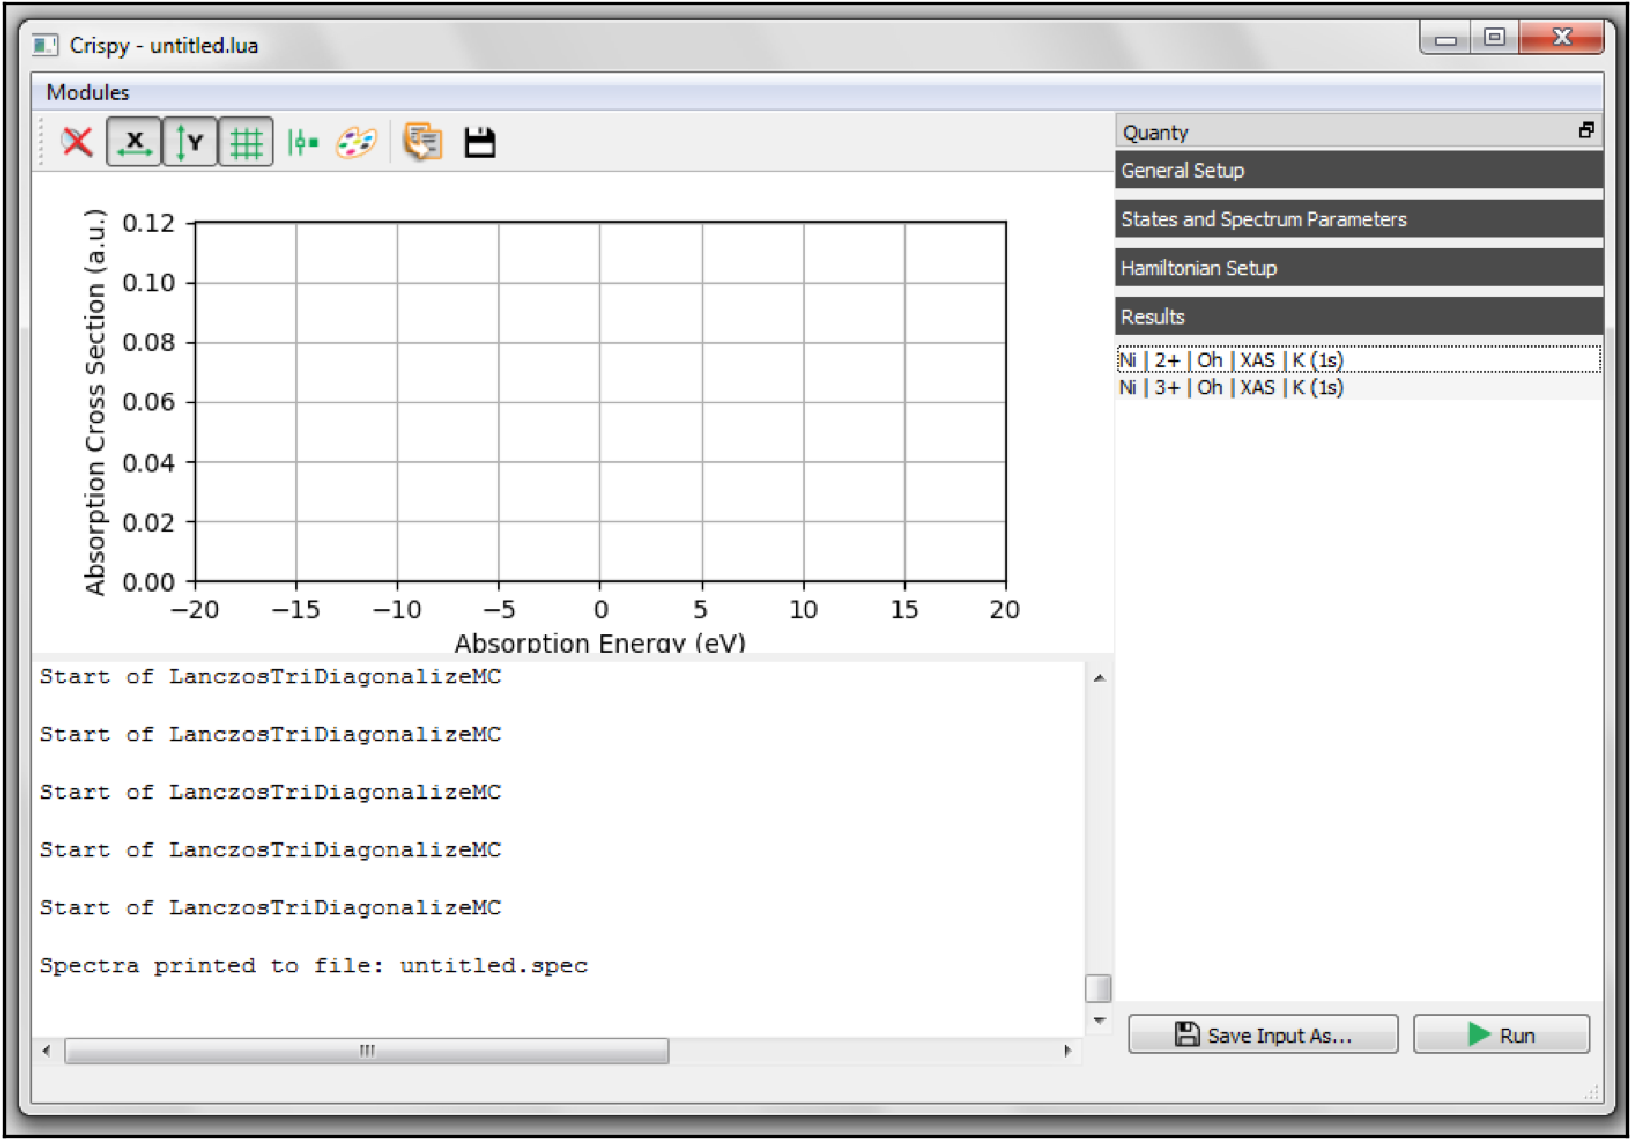 Crispy - untitled.lua
Modules
X
Y
Absorption Cross Section (a.u.)
0.12
0.10
0.08
0.06
0.04
0.02
0.00
−20 −15 −10 −5 0 5 10 15 20
Absorption Energy (eV)
Start of LanczosTriDiagonalizeMC
Start of LanczosTriDiagonalizeMC
Start of LanczosTriDiagonalizeMC
Start of LanczosTriDiagonalizeMC
Start of LanczosTriDiagonalizeMC
Spectra printed to file: untitled.spec
Quanty
General Setup
States and Spectrum Parameters
Hamiltonian Setup
Results
Ni | 2+ | Oh | XAS | K (1s)
Ni | 3+ | Oh | XAS | K (1s)
Save Input As...
Run